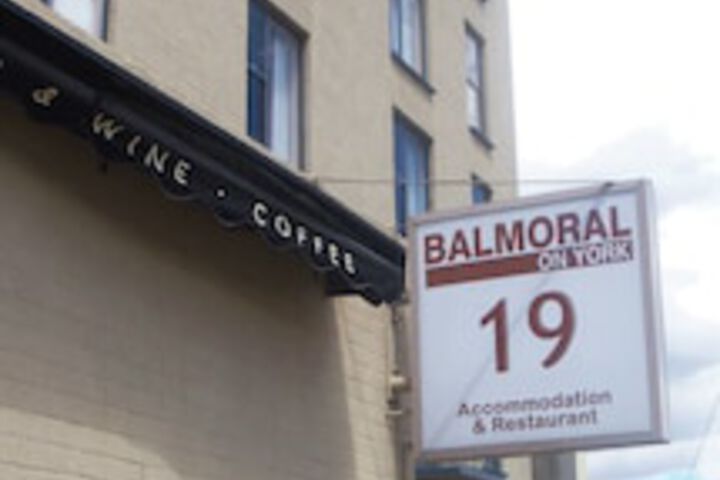 & WINE · COFFEE
BALMORAL
ON YORK
19
Accommodation
& Restaurant